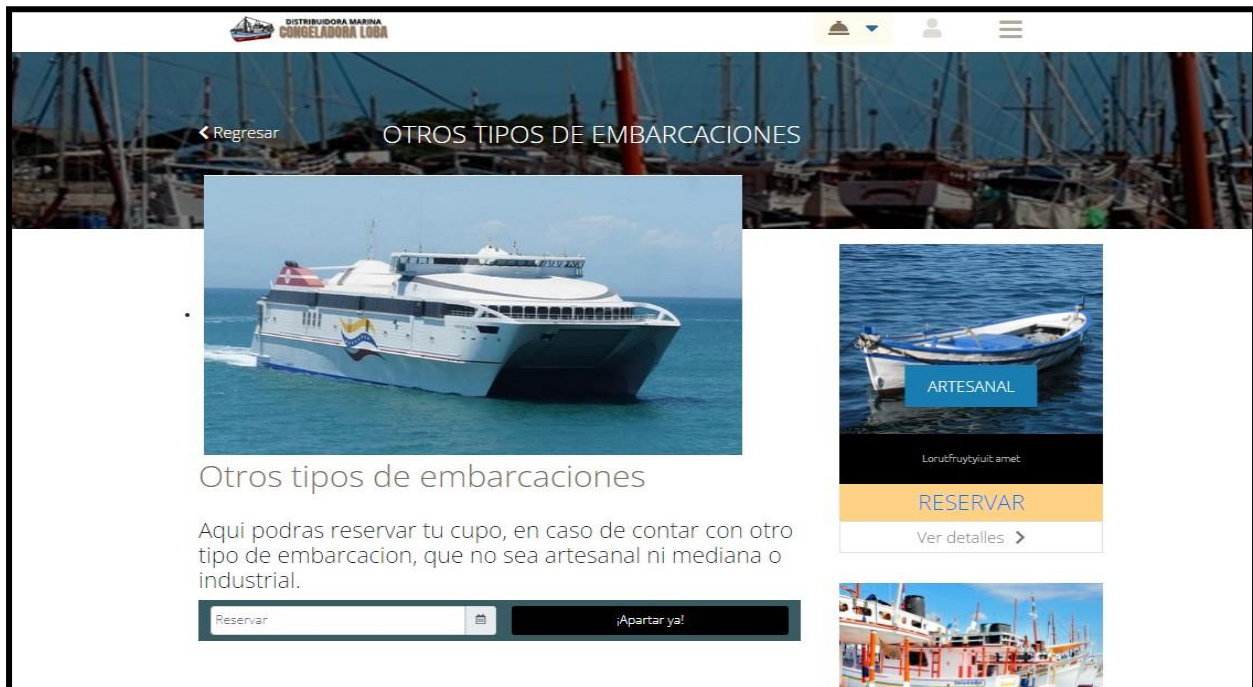 DISTRIBUIDORA MARINA
CONGELADORA LOBA
Regresar
OTROS TIPOS DE EMBARCACIONES
Otros tipos de embarcaciones
Aqui podras reservar tu cupo, en caso de contar con otro
tipo de embarcacion, que no sea artesanal ni mediana o
industrial.
Reservar
¡Apartar ya!
ARTESANAL
Lorutfruytyiuit amet
RESERVAR
Ver detalles